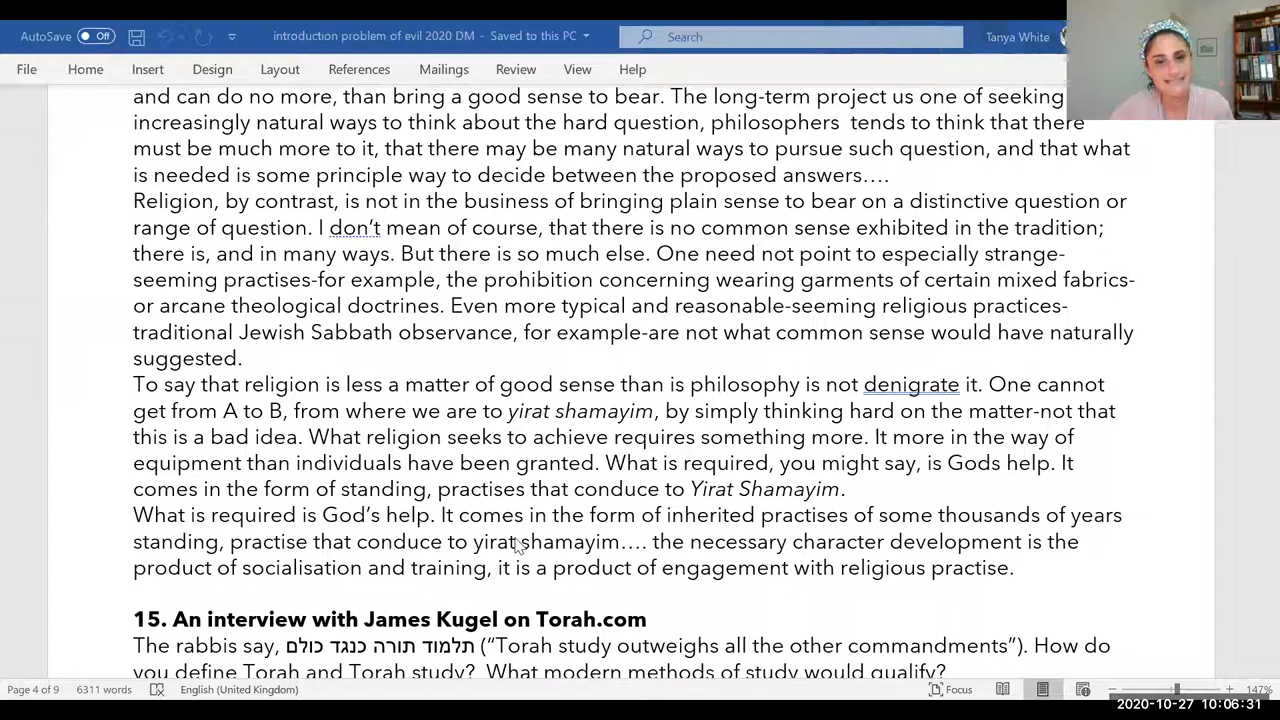 AutoSave Off introduction problem of evil 2020 DM - Saved to this PC Search Tanya White
File Home Insert Design Layout References Mailings Review View Help
and can do no more, than bring a good sense to bear. The long-term project us one of seeking
increasingly natural ways to think about the hard question, philosophers tends to think that there
must be much more to it, that there may be many natural ways to pursue such question, and that what
is needed is some principle way to decide between the proposed answers….
Religion, by contrast, is not in the business of bringing plain sense to bear on a distinctive question or
range of question. I don’t mean of course, that there is no common sense exhibited in the tradition;
there is, and in many ways. But there is so much else. One need not point to especially strange-
seeming practises-for example, the prohibition concerning wearing garments of certain mixed fabrics-
or arcane theological doctrines. Even more typical and reasonable-seeming religious practices-
traditional Jewish Sabbath observance, for example-are not what common sense would have naturally
suggested.
To say that religion is less a matter of good sense than is philosophy is not denigrate it. One cannot
get from A to B, from where we are to yirat shamayim, by simply thinking hard on the matter-not that
this is a bad idea. What religion seeks to achieve requires something more. It more in the way of
equipment than individuals have been granted. What is required, you might say, is Gods help. It
comes in the form of standing, practises that conduce to Yirat Shamayim.
What is required is God’s help. It comes in the form of inherited practises of some thousands of years
standing, practise that conduce to yirat shamayim…. the necessary character development is the
product of socialisation and training, it is a product of engagement with religious practise.
15. An interview with James Kugel on Torah.com
The rabbis say, תלמוד תורה כנגד כולם (“Torah study outweighs all the other commandments”). How do
you define Torah and Torah study? What modern methods of study would qualify?
Page 4 of 9 6311 words English (United Kingdom) Focus 147%
2020-10-27 10:06:31